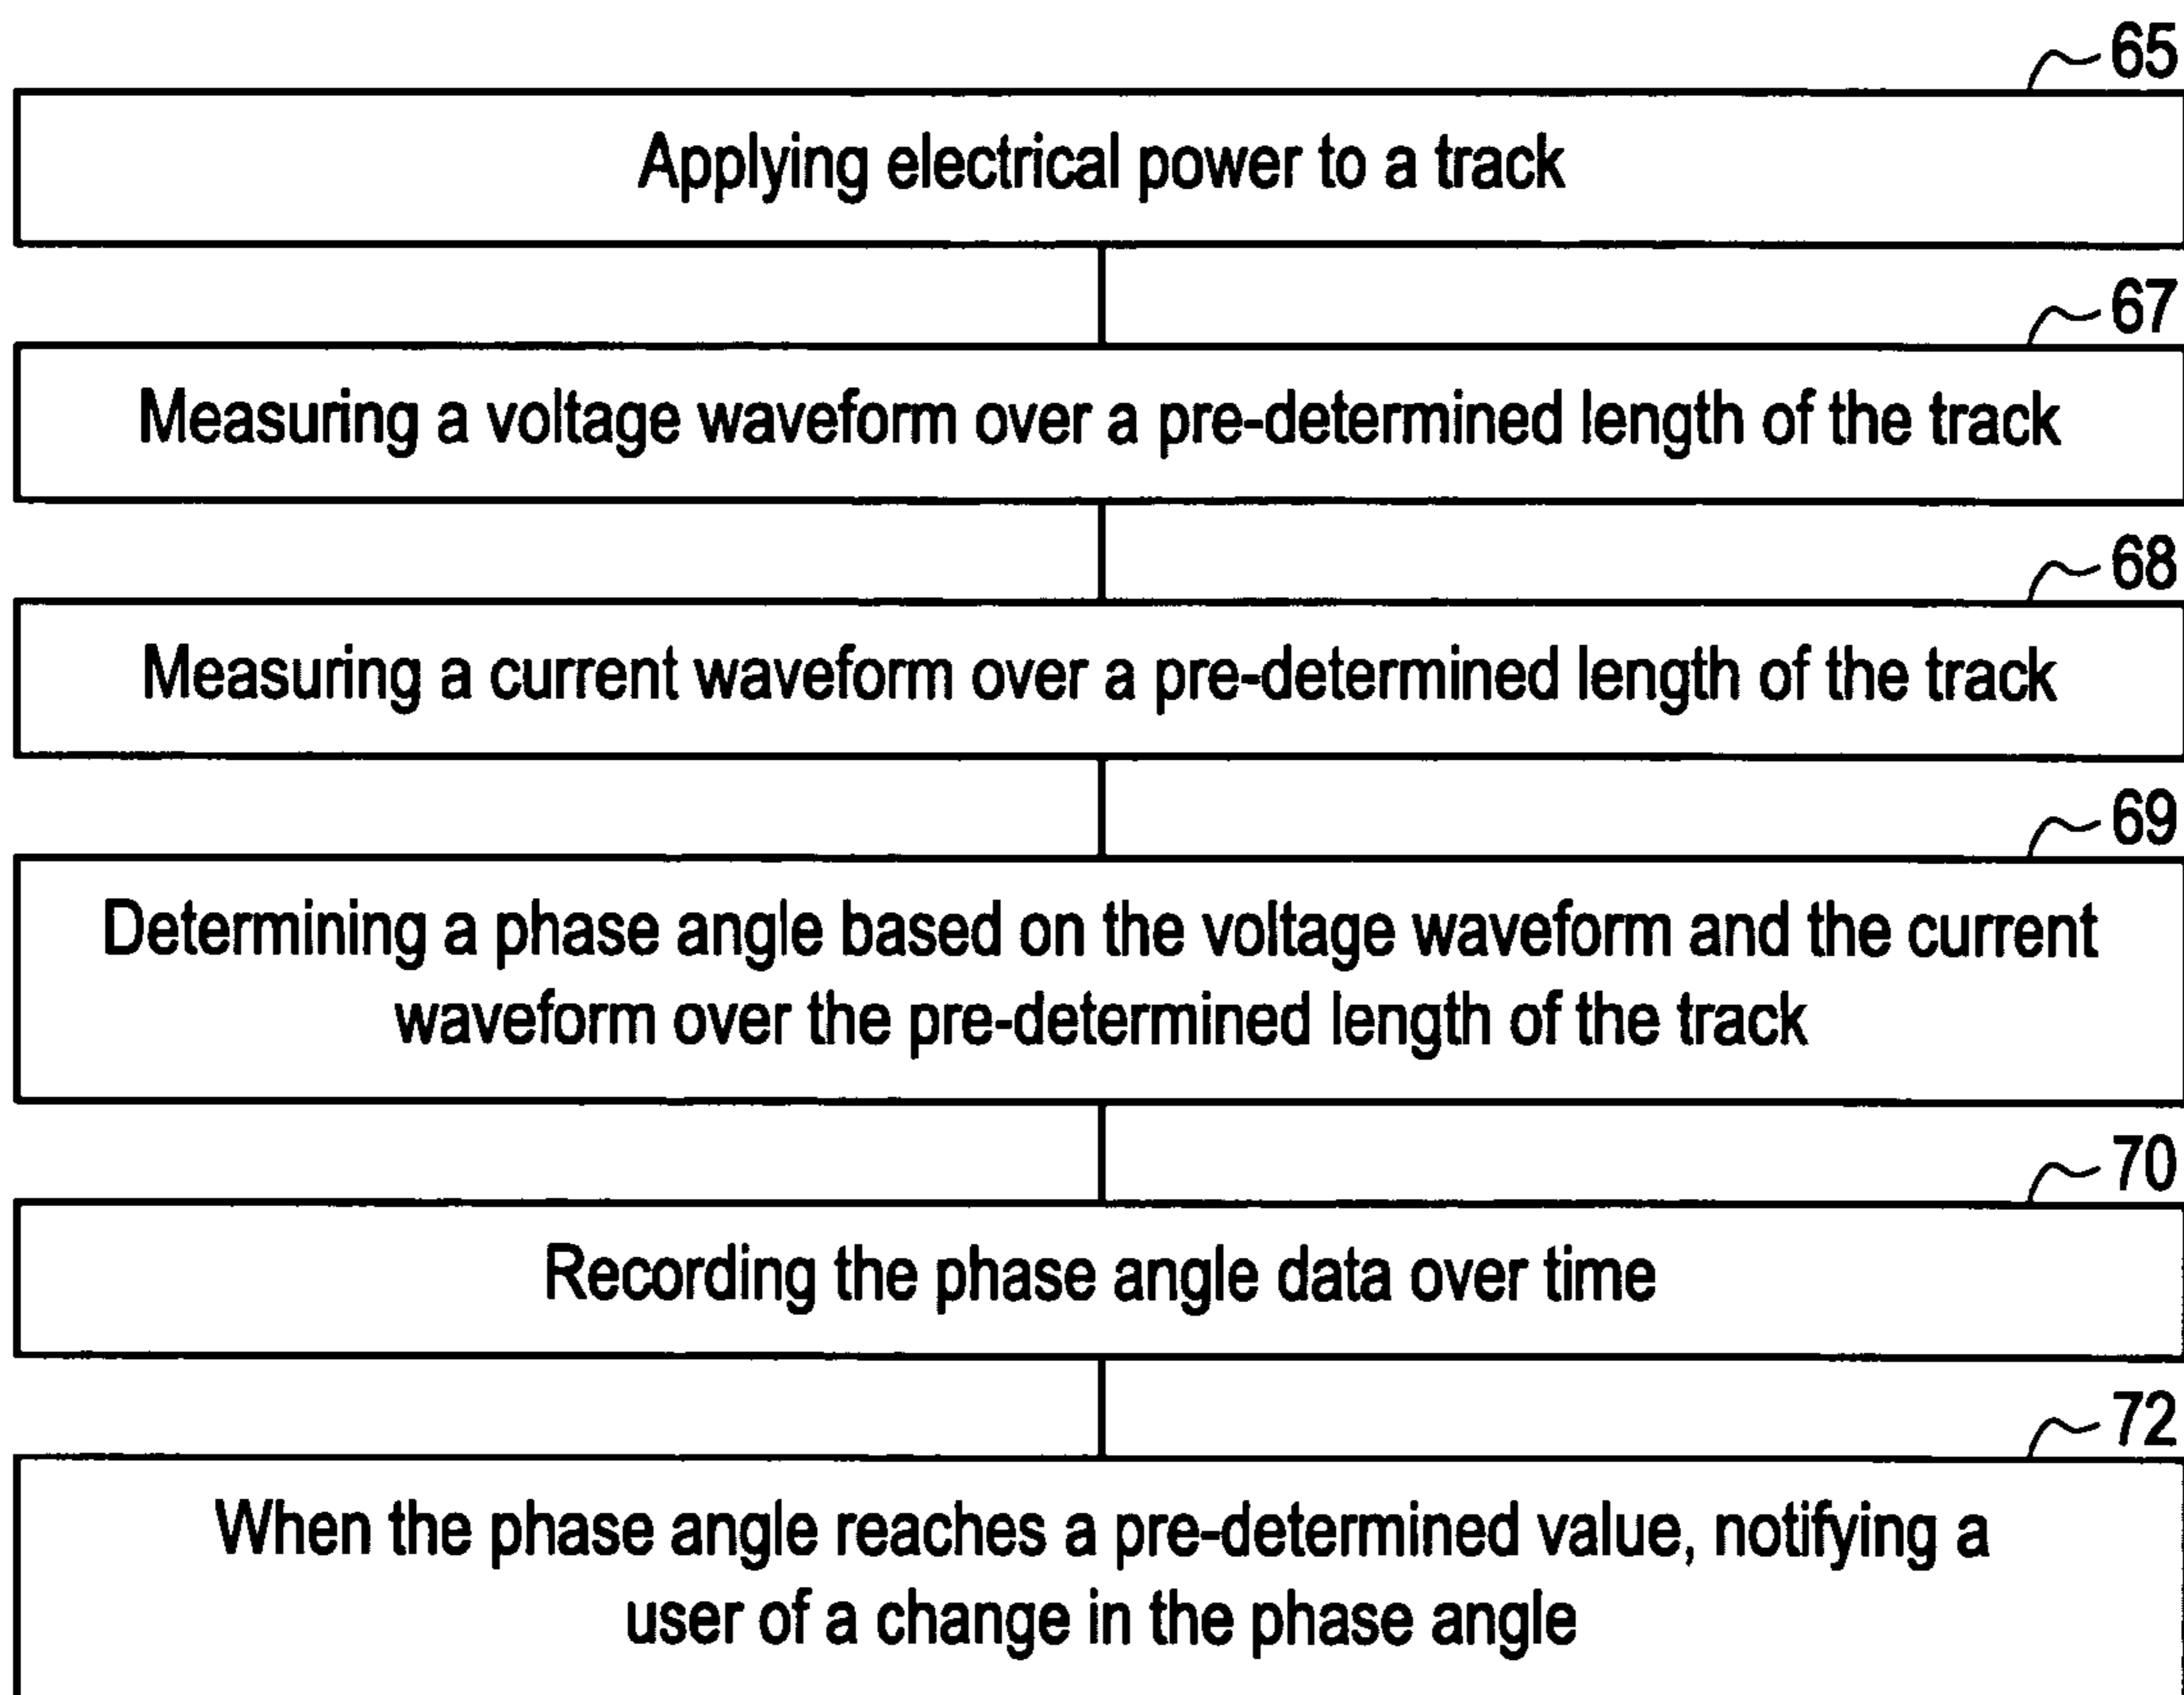 65
Applying electrical power to a track
67
Measuring a voltage waveform over a pre-determined length of the track
68
Measuring a current waveform over a pre-determined length of the track
69
Determining a phase angle based on the voltage waveform and the current
waveform over the pre-determined length of the track
70
Recording the phase angle data over time
72
When the phase angle reaches a pre-determined value, notifying a
user of a change in the phase angle